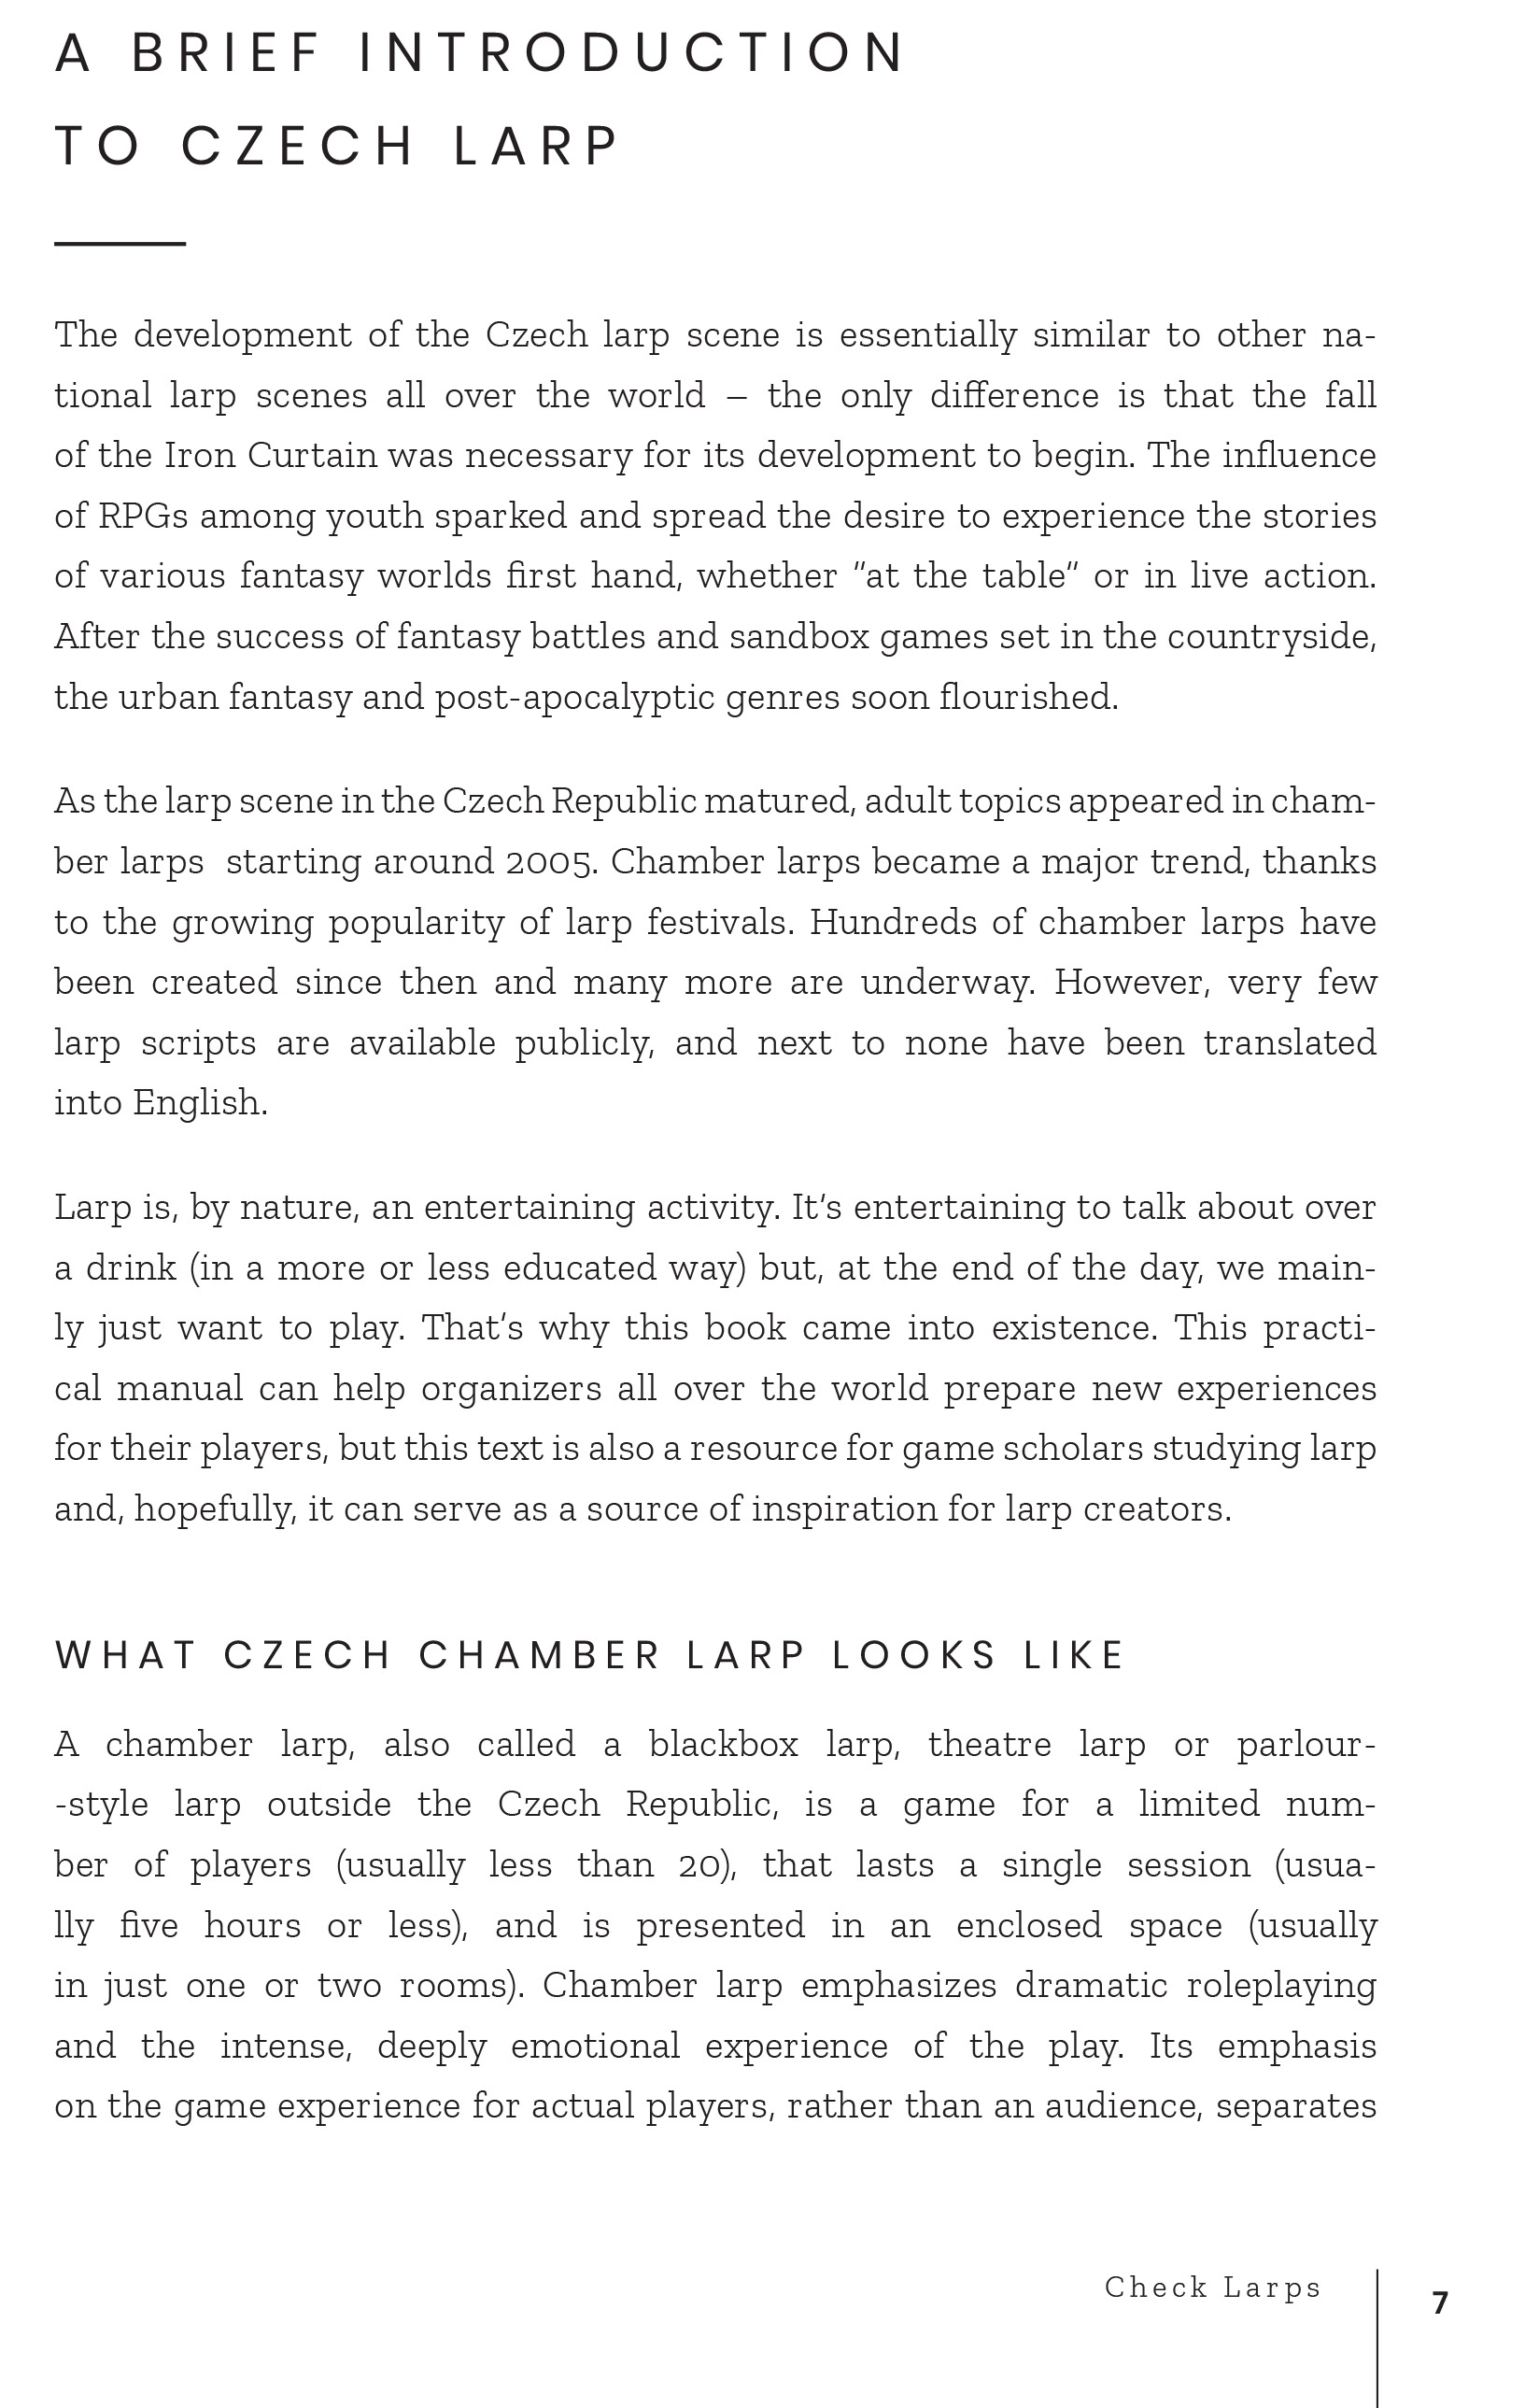 A BRIEF INTRODUCTION
TO CZECH LARP
The development of the Czech larp scene is essentially similar to other na-
tional larp scenes all over the world – the only difference is that the fall
of the Iron Curtain was necessary for its development to begin. The influence
of RPGs among youth sparked and spread the desire to experience the stories
of various fantasy worlds first hand, whether "at the table" or in live action.
After the success of fantasy battles and sandbox games set in the countryside,
the urban fantasy and post-apocalyptic genres soon flourished.
As the larp scene in the Czech Republic matured, adult topics appeared in cham-
ber larps  starting around 2005. Chamber larps became a major trend, thanks
to the growing popularity of larp festivals. Hundreds of chamber larps have
been created since then and many more are underway. However, very few
larp scripts are available publicly, and next to none have been translated
into English.
Larp is, by nature, an entertaining activity. It's entertaining to talk about over
a drink (in a more or less educated way) but, at the end of the day, we main-
ly just want to play. That's why this book came into existence. This practi-
cal manual can help organizers all over the world prepare new experiences
for their players, but this text is also a resource for game scholars studying larp
and, hopefully, it can serve as a source of inspiration for larp creators.
WHAT CZECH CHAMBER LARP LOOKS LIKE
A chamber larp, also called a blackbox larp, theatre larp or parlour-
-style larp outside the Czech Republic, is a game for a limited num-
ber of players (usually less than 20), that lasts a single session (usua-
lly five hours or less), and is presented in an enclosed space (usually
in just one or two rooms). Chamber larp emphasizes dramatic roleplaying
and the intense, deeply emotional experience of the play. Its emphasis
on the game experience for actual players, rather than an audience, separates
Check Larps
7